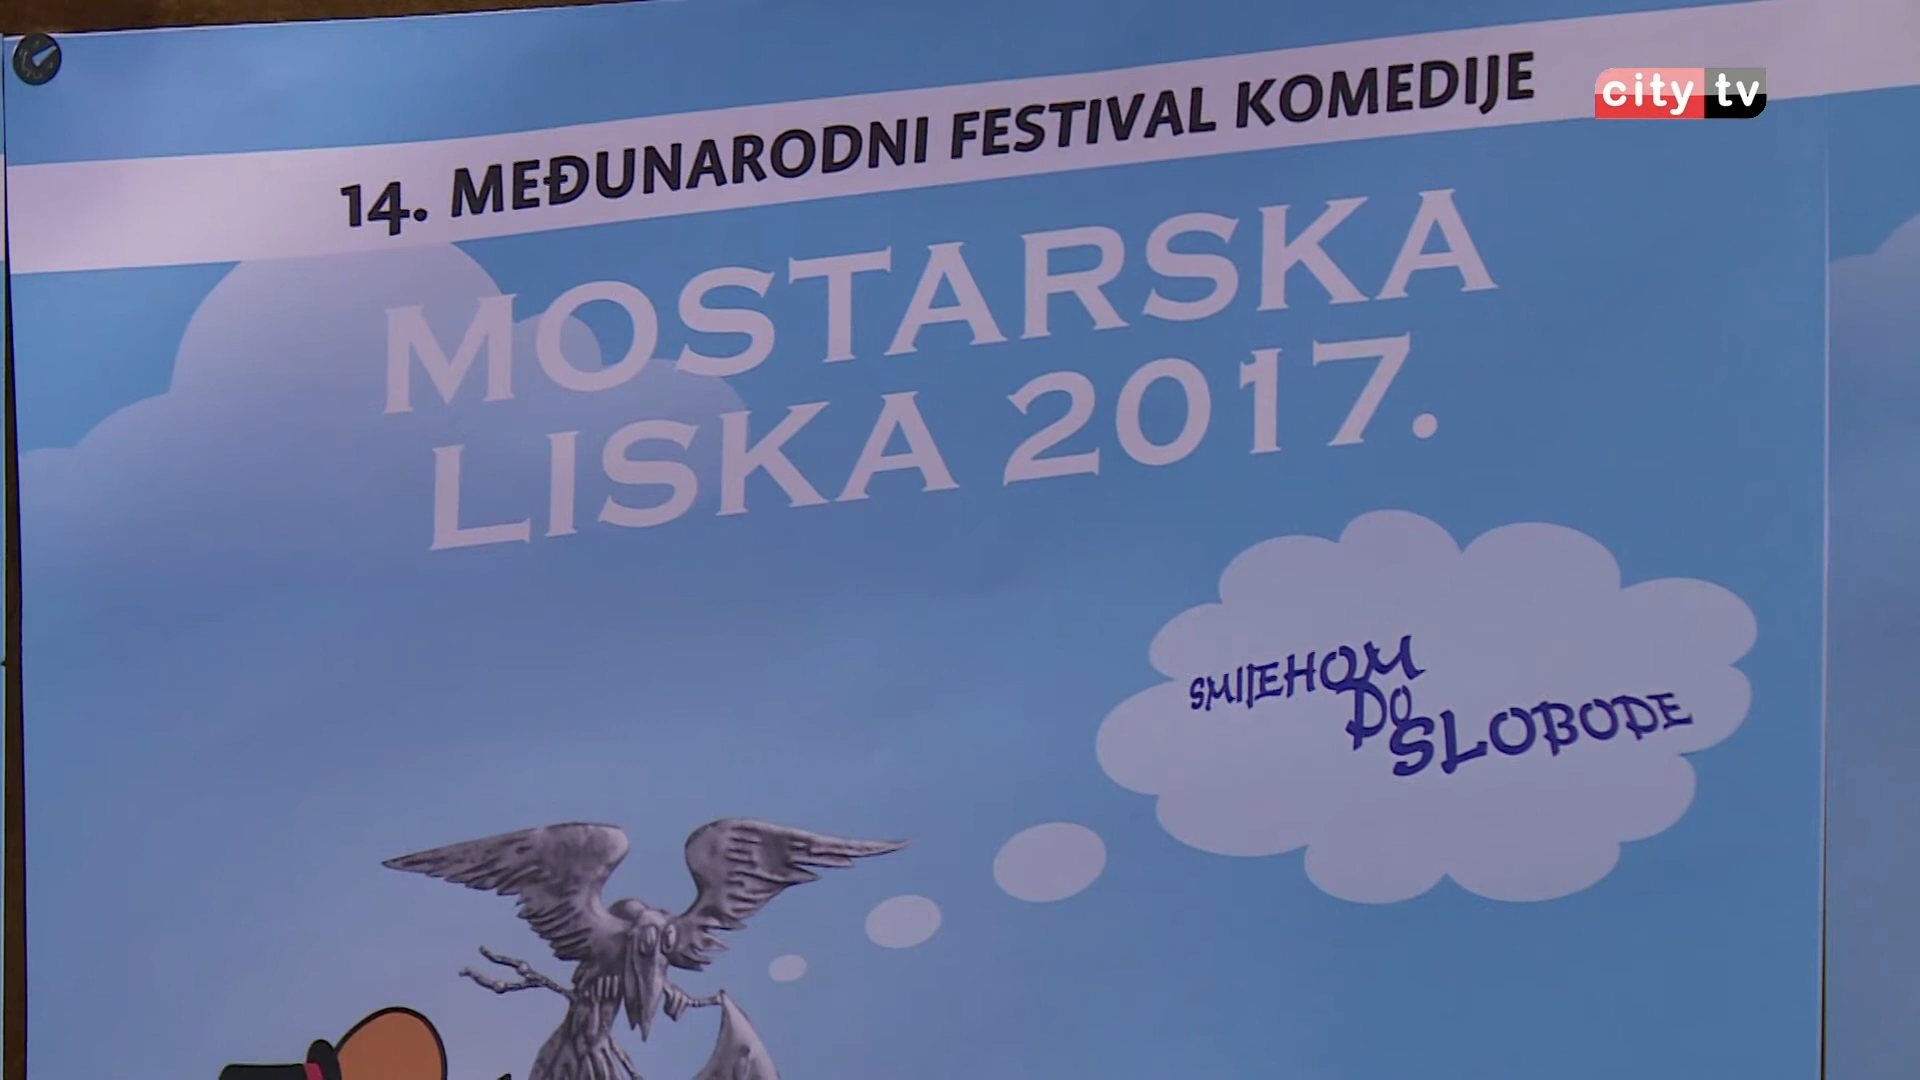 city tv
14. MEĐUNARODNI FESTIVAL KOMEDIJE
MOSTARSKA
LISKA 2017.
SMIJEHOM
DO
SLOBODE